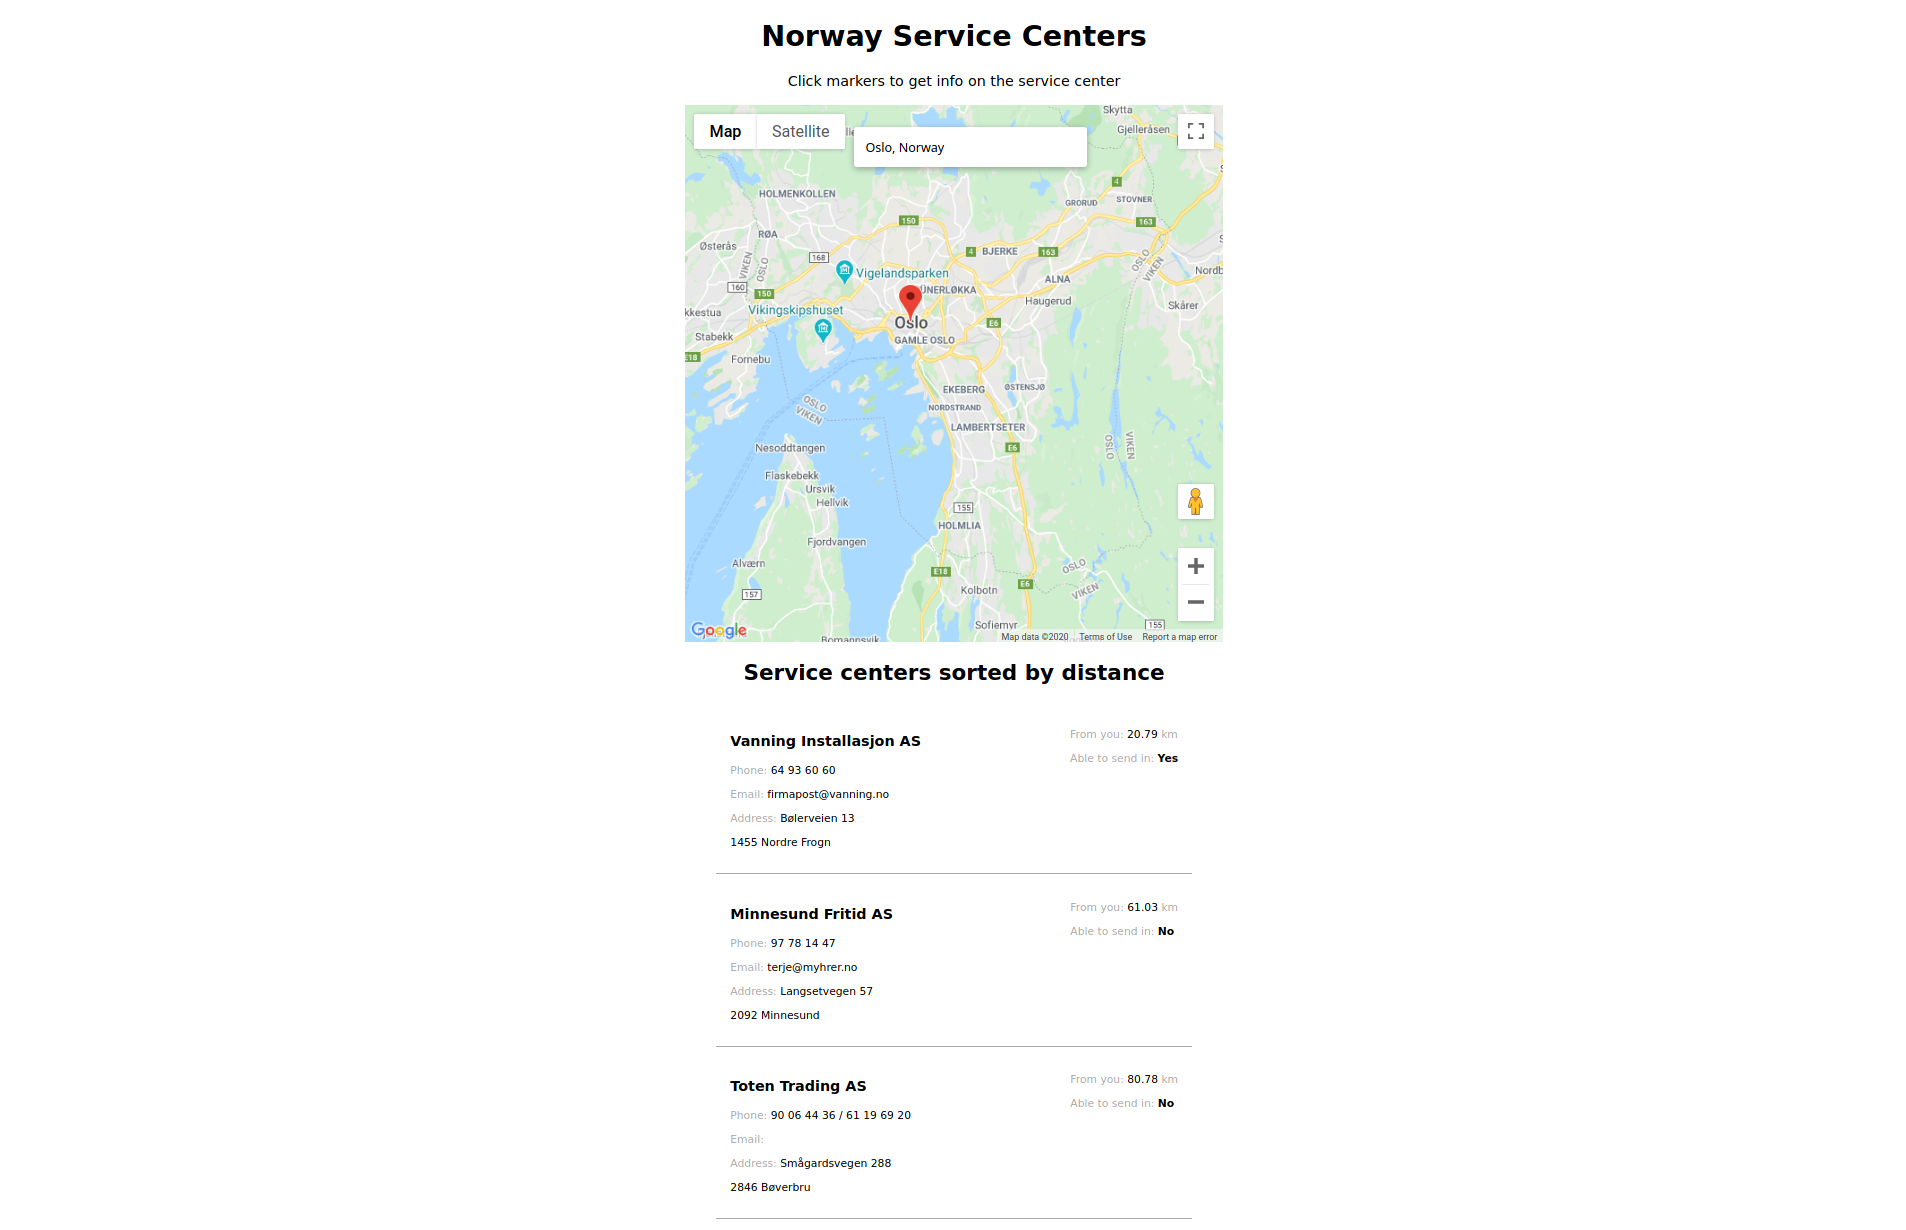 Norway Service Centers
Click markers to get info on the service center
Map
Satellite
Oslo, Norway
Skytta
Gjelleråsen
HOLMENKOLLEN
4
GRORUD
STOVNER
150
163
RØA
Østerås
168
4
BJERKE
163
OSLO
VIKEN
VIKEN
OSLO
Vigelandsparken
ALNA
Nordb
160
150
ÜNERLØKKA
Haugerud
Skårer
Vikingskipshuset
kkestua
Oslo
E6
Stabekk
GAMLE OSLO
E18
Fornebu
EKEBERG
ØSTENSJØ
OSLO
VIKEN
NORDSTRAND
LAMBERTSETER
Nesoddtangen
E6
OSLO
VIKEN
Flaskebekk
Ursvik
Hellvik
155
HOLMLIA
Fjordvangen
Alværn
E18
OSLO
VIKEN
157
Kolbotn
E6
Sofiemyr
155
Google
Bomannsvik
Map data ©2020
Terms of Use
Report a map error
Service centers sorted by distance
Vanning Installasjon AS
From you: 20.79 km
Able to send in: Yes
Phone: 64 93 60 60
Email: firmapost@vanning.no
Address: Bølerveien 13
1455 Nordre Frogn
Minnesund Fritid AS
From you: 61.03 km
Able to send in: No
Phone: 97 78 14 47
Email: terje@myhrer.no
Address: Langsetvegen 57
2092 Minnesund
Toten Trading AS
From you: 80.78 km
Able to send in: No
Phone: 90 06 44 36 / 61 19 69 20
Email:
Address: Smågardsvegen 288
2846 Bøverbru